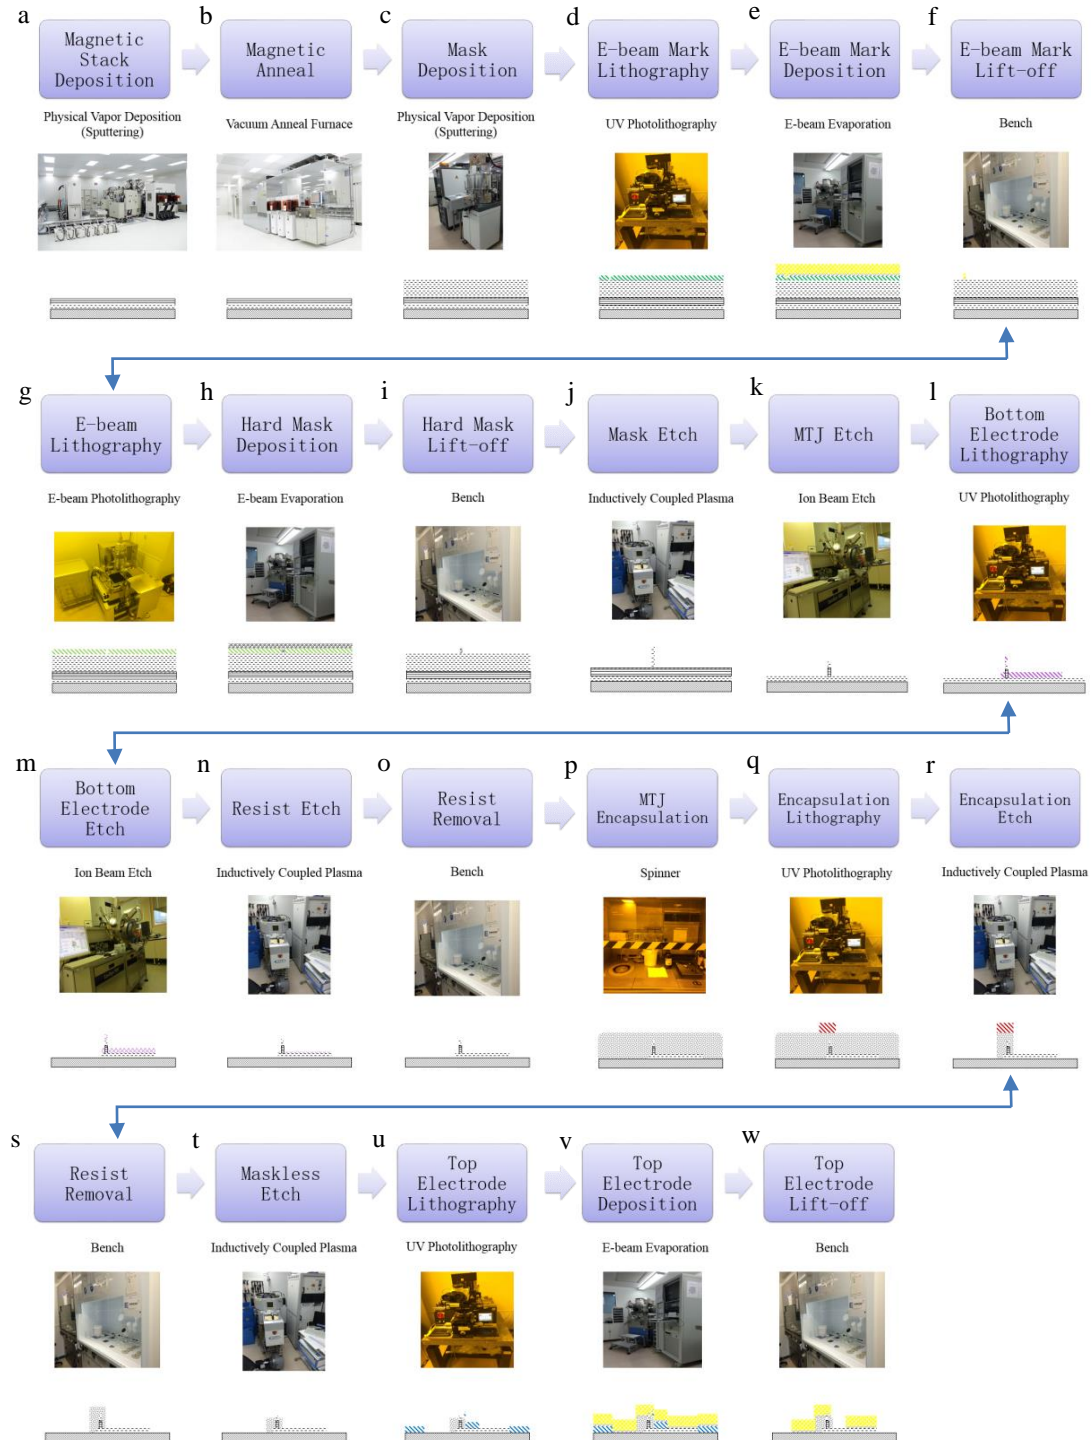 a
Magnetic
Stack
Deposition
Physical Vapor Deposition
(Sputtering)
b
Magnetic
Anneal
Vacuum Anneal Furnace
c
Mask
Deposition
Physical Vapor Deposition
(Sputtering)
d
E-beam Mark
Lithography
UV Photolithography
e
E-beam Mark
Deposition
E-beam Evaporation
f
E-beam Mark
Lift-off
Bench
g
E-beam
Lithography
E-beam Photolithography
h
Hard Mask
Deposition
E-beam Evaporation
i
Hard Mask
Lift-off
Bench
j
Mask Etch
Inductively Coupled Plasma
k
MTJ Etch
Ion Beam Etch
l
Bottom
Electrode
Lithography
UV Photolithography
m
Bottom
Electrode
Etch
Ion Beam Etch
n
Resist Etch
Inductively Coupled Plasma
o
Resist
Removal
Bench
p
MTJ
Encapsulation
Spinner
q
Encapsulation
Lithography
UV Photolithography
r
Encapsulation
Etch
Inductively Coupled Plasma
s
Resist
Removal
Bench
t
Maskless
Etch
Inductively Coupled Plasma
u
Top
Electrode
Lithography
UV Photolithography
v
Top
Electrode
Deposition
E-beam Evaporation
w
Top
Electrode
Lift-off
Bench